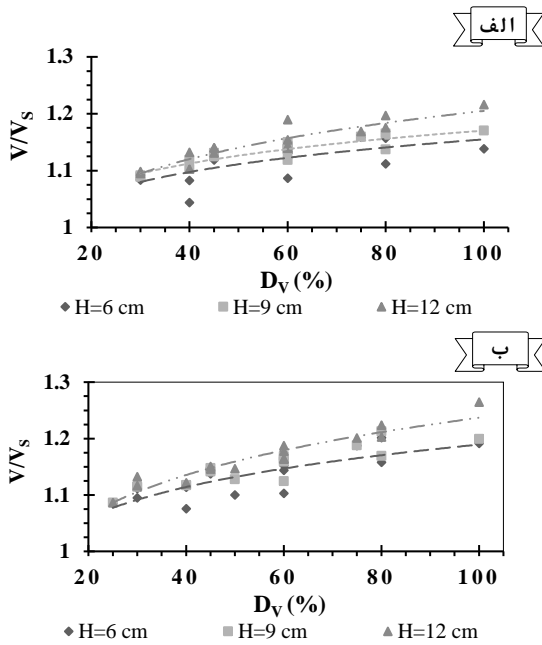 الف
1.3
1.2
1.1
1
V/VS
20 40 60 80 100
DV (%)
H=6 cm H=9 cm H=12 cm
ب
1.3
1.2
1.1
1
V/VS
20 40 60 80 100
DV (%)
H=6 cm H=9 cm H=12 cm